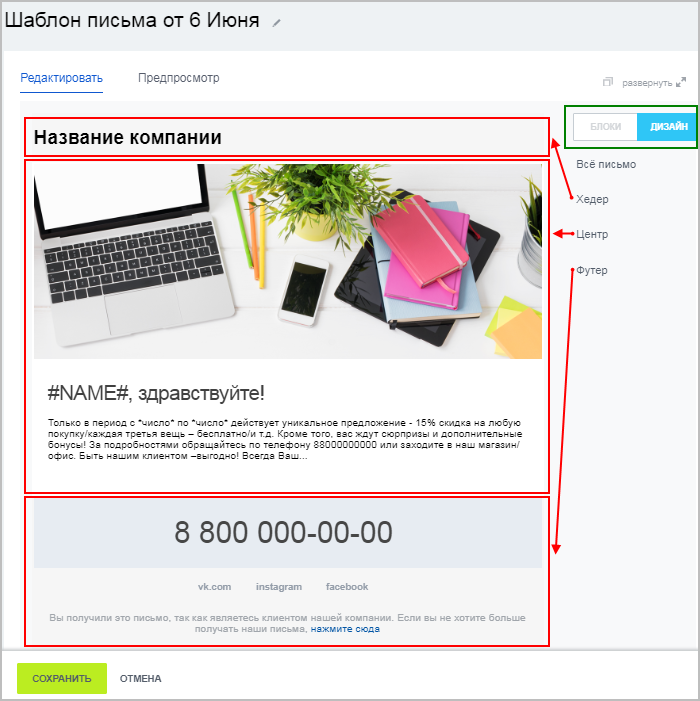 Шаблон письма от 6 Июня
Редактировать
Предпросмотр
развернуть
Название компании
БЛОКИ
ДИЗАЙН
Всё письмо
Хедер
Центр
Футер
#NAME#, здравствуйте!
Только в период с *число* по *число* действует уникальное предложение - 15% скидка на любую
покупку/каждая третья вещь – бесплатно/и т.д. Кроме того, вас ждут сюрпризы и дополнительные
бонусы! За подробностями обращайтесь по телефону 88000000000 или заходите в наш магазин/
офис. Быть нашим клиентом –выгодно! Всегда Ваш...
8 800 000-00-00
vk.com
instagram
facebook
Вы получили это письмо, так как являетесь клиентом нашей компании. Если вы не хотите больше
получать наши письма, нажмите сюда
СОХРАНИТЬ
ОТМЕНА